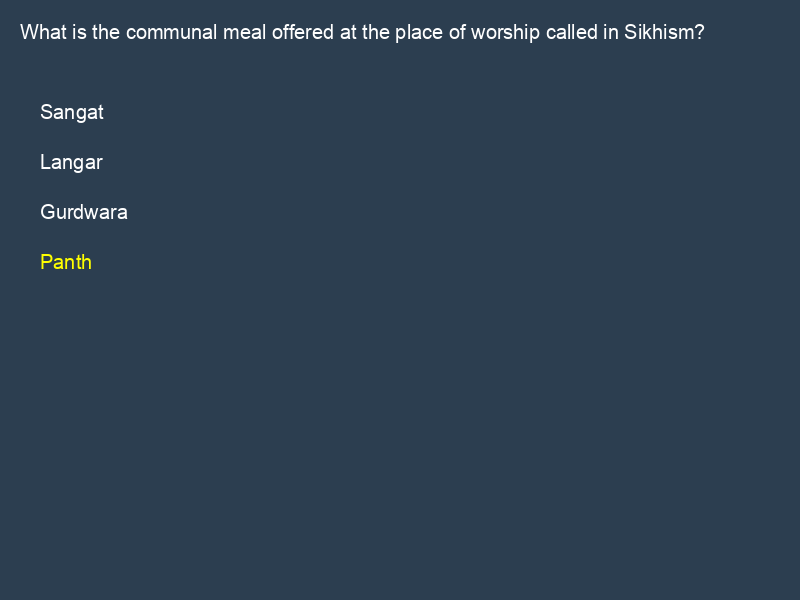 What is the communal meal offered at the place of worship called in Sikhism?
Sangat
Langar
Gurdwara
Panth